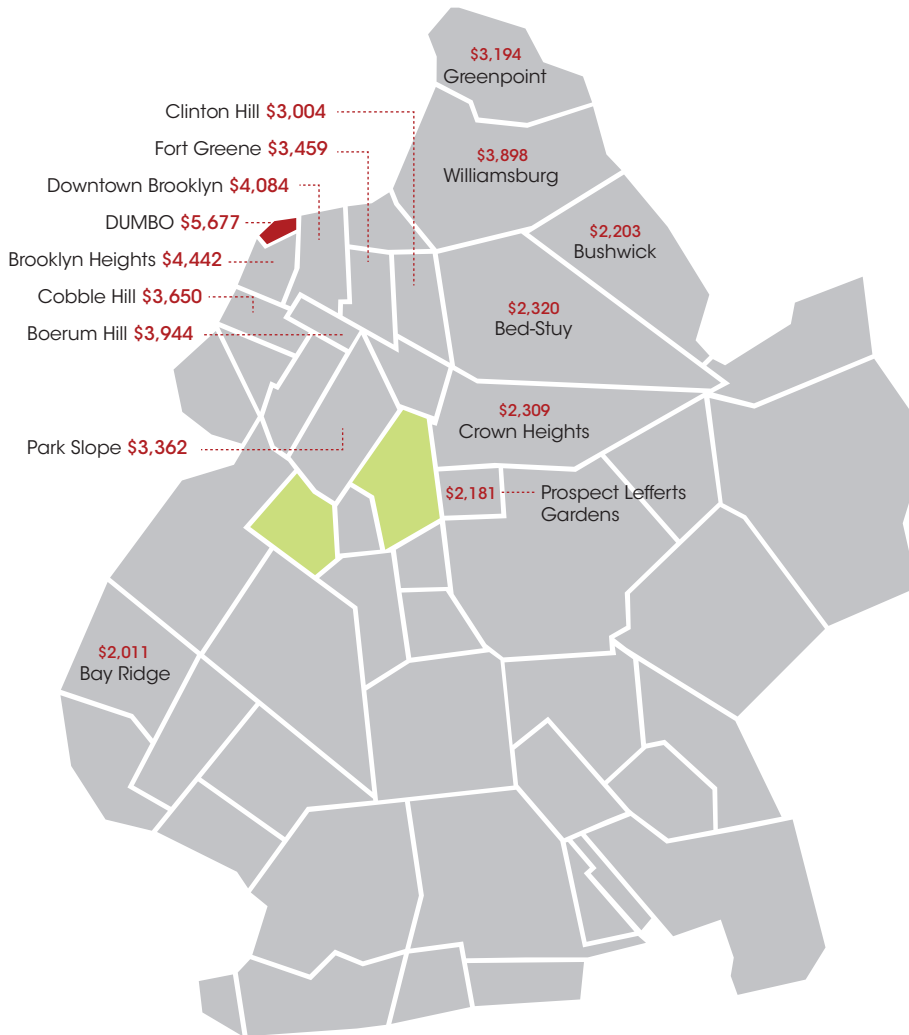 $3,194
Greenpoint
Clinton Hill $3,004
Fort Greene $3,459
$3,898
Williamsburg
Downtown Brooklyn $4,084
DUMBO $5,677
$2,203
Bushwick
Brooklyn Heights $4,442
Cobble Hill $3,650
$2,320
Bed-Stuy
Boerum Hill $3,944
$2,309
Crown Heights
Park Slope $3,362
$2,181 Prospect Lefferts
Gardens
$2,011
Bay Ridge